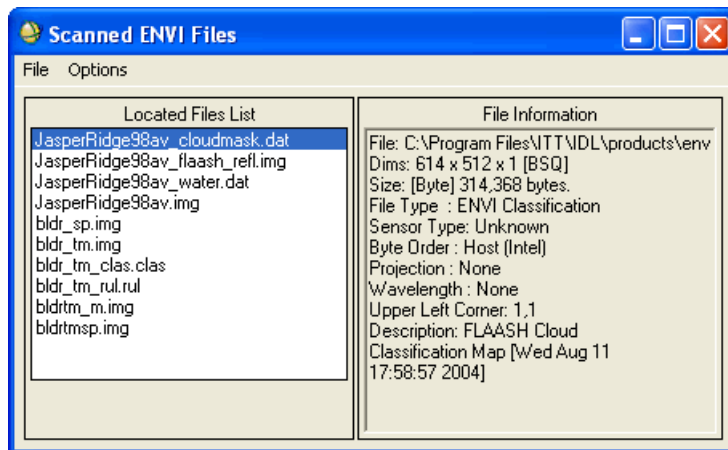 Scanned ENVI Files
File Options
Located Files List
JasperRidge98av_cloudmask.dat
JasperRidge98av_flaash_refl.img
JasperRidge98av_water.dat
JasperRidge98av.img
bldr_sp.img
bldr_tm.img
bldr_tm_clas.clas
bldr_tm_rul.rul
bldrtm_m.img
bldrtmsp.img
File Information
File: C:\Program Files\ITT\IDL\products\env
Dims: 614 x 512 x 1 [BSQ]
Size: [Byte] 314,368 bytes.
File Type : ENVI Classification
Sensor Type: Unknown
Byte Order : Host (Intel)
Projection : None
Wavelength : None
Upper Left Corner: 1,1
Description: FLAASH Cloud
Classification Map [Wed Aug 11
17:58:57 2004]